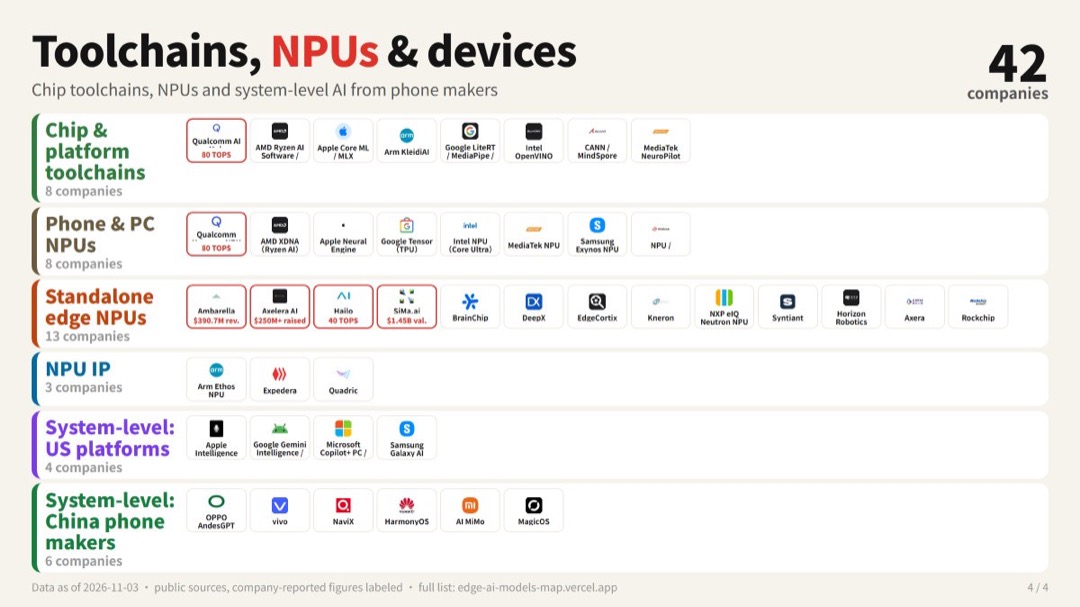 Toolchains, NPUs & devices
Chip toolchains, NPUs and system-level AI from phone makers
42
companies
Chip &
platform
toolchains
8 companies
Qualcomm AI
80 TOPS
AMD Ryzen AI
Software /
Apple Core ML
/ MLX
arm
Arm KleidiAI
Google LiteRT
/ MediaPipe /
Intel
OpenVINO
CANN /
MindSpore
MediaTek
NeuroPilot
Phone & PC
NPUs
8 companies
Qualcomm
80 TOPS
AMD XDNA
(Ryzen AI)
Apple Neural
Engine
Google Tensor
(TPU)
intel
Intel NPU
(Core Ultra)
MediaTek NPU
Samsung
Exynos NPU
NPU /
Standalone
edge NPUs
13 companies
Ambarella
$390.7M rev.
Axelera AI
$250M+ raised
Hailo
40 TOPS
SiMa.ai
$1.45B val.
BrainChip
DeepX
EdgeCortix
Kneron
NXP eIQ
Neutron NPU
Syntiant
Horizon
Robotics
Axera
Rockchip
NPU IP
3 companies
arm
Arm Ethos
NPU
Expedera
Quadric
System-level:
US platforms
4 companies
Apple
Intelligence
Google Gemini
Intelligence /
Microsoft
Copilot+ PC /
Samsung
Galaxy AI
System-level:
China phone
makers
6 companies
OPPO
AndesGPT
vivo
NaviX
HarmonyOS
AI MiMo
MagicOS
Data as of 2026-11-03 • public sources, company-reported figures labeled • full list: edge-ai-models-map.vercel.app
4 / 4